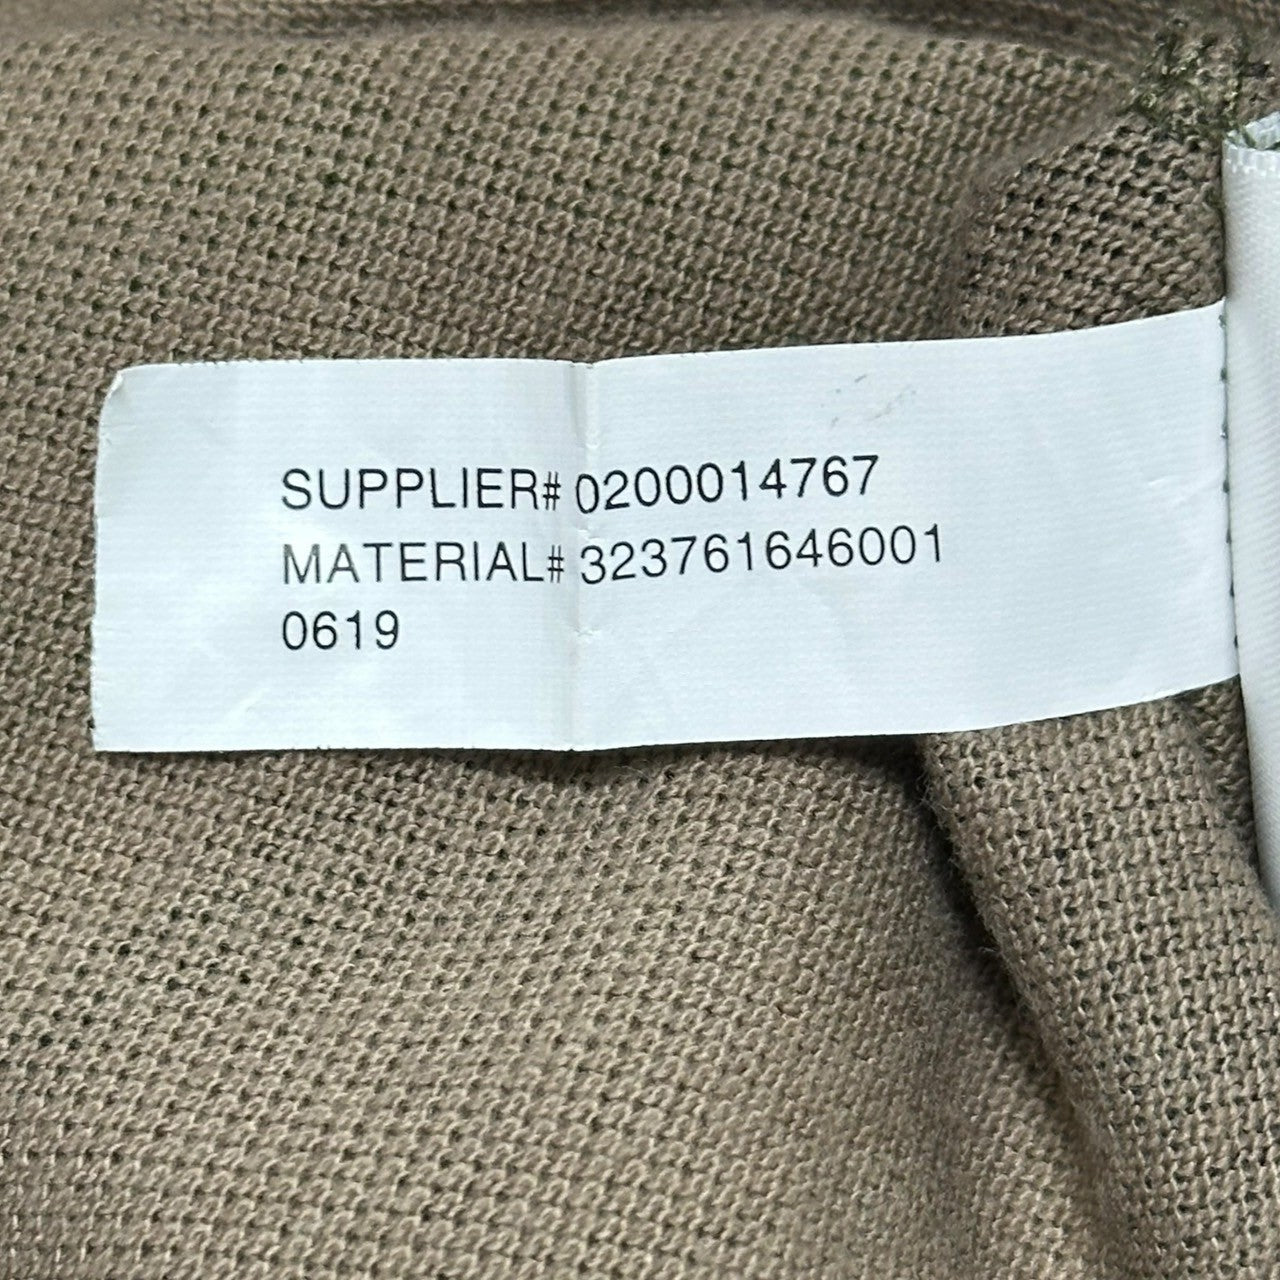 SUPPLIER# 0200014767
MATERIAL# 323761646001
0619